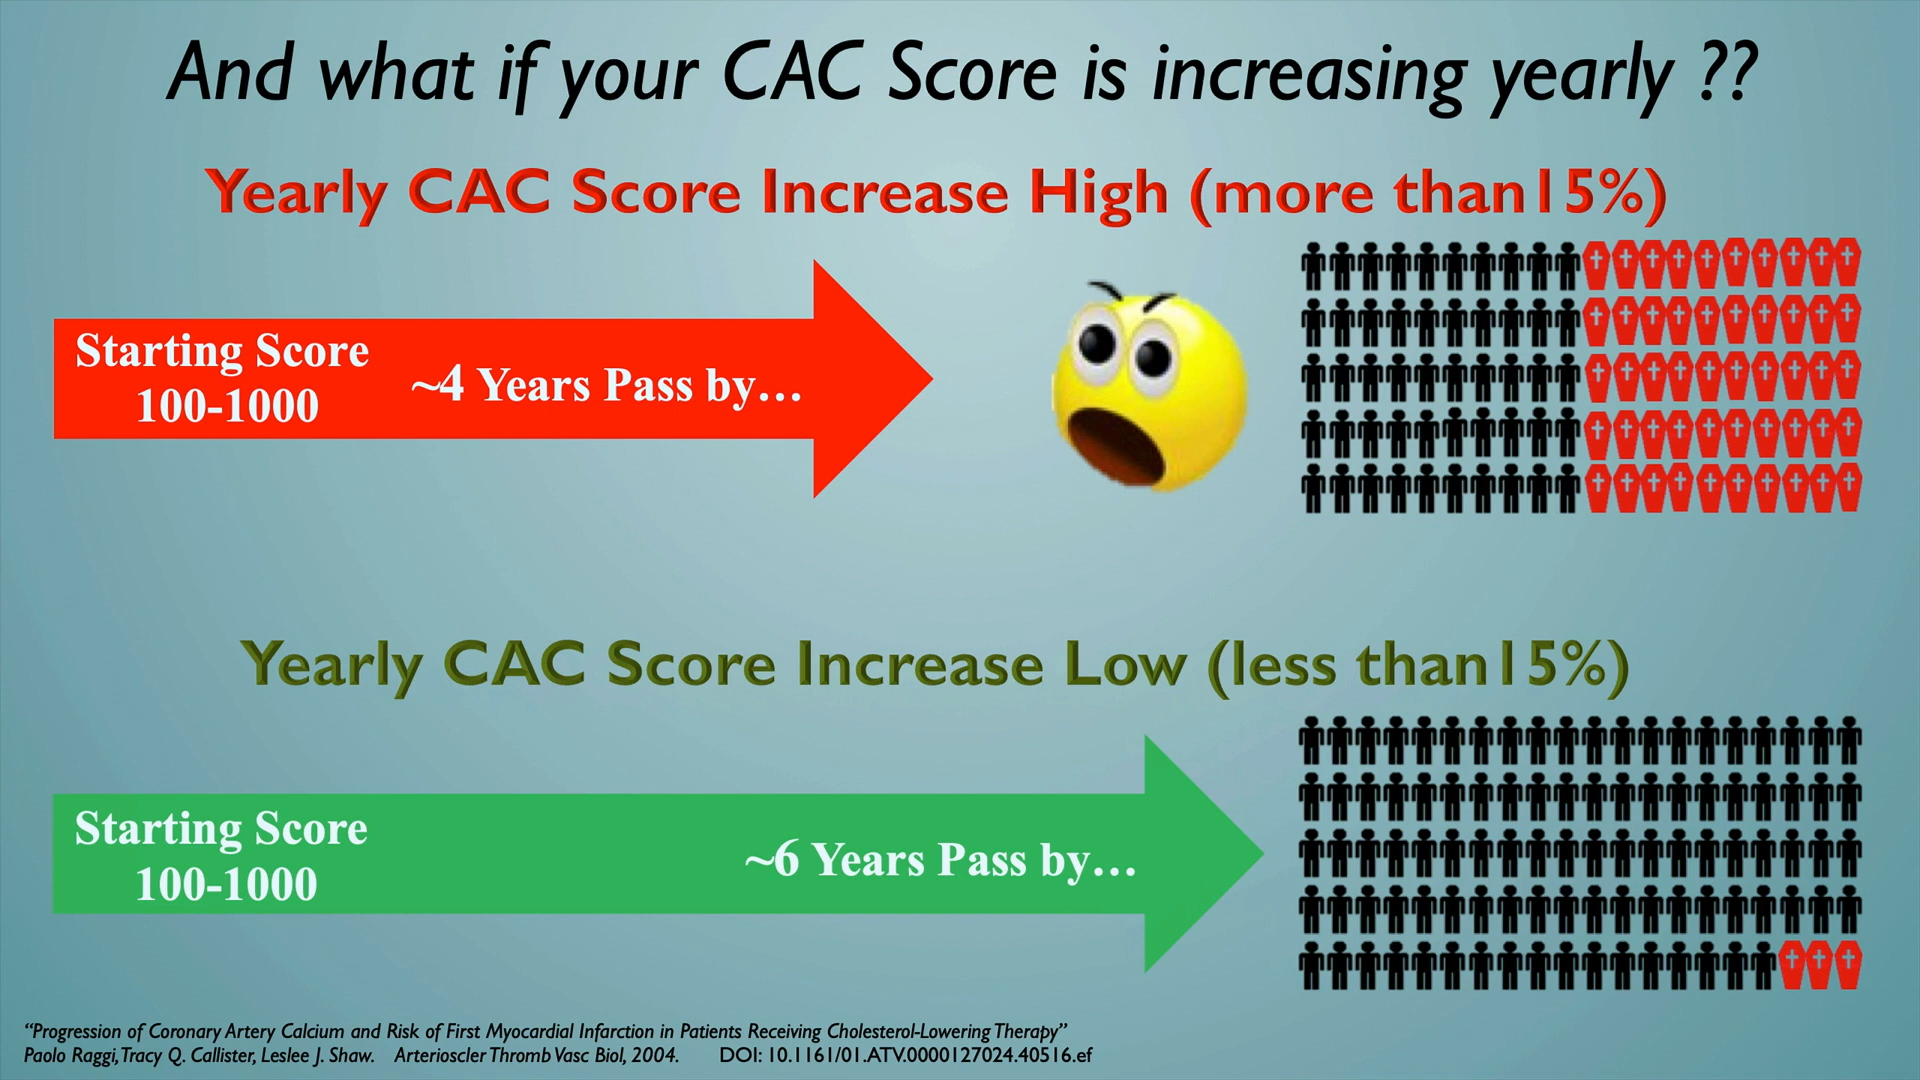 And what if your CAC Score is increasing yearly ??
Yearly CAC Score Increase High (more than15%)
Starting Score
100-1000
~4 Years Pass by…
Yearly CAC Score Increase Low (less than15%)
Starting Score
100-1000
~6 Years Pass by…
“Progression of Coronary Artery Calcium and Risk of First Myocardial Infarction in Patients Receiving Cholesterol-Lowering Therapy”
Paolo Raggi, Tracy Q. Callister, Leslee J. Shaw. Arterioscler Thromb Vasc Biol, 2004. DOI: 10.1161/01.ATV.0000127024.40516.ef